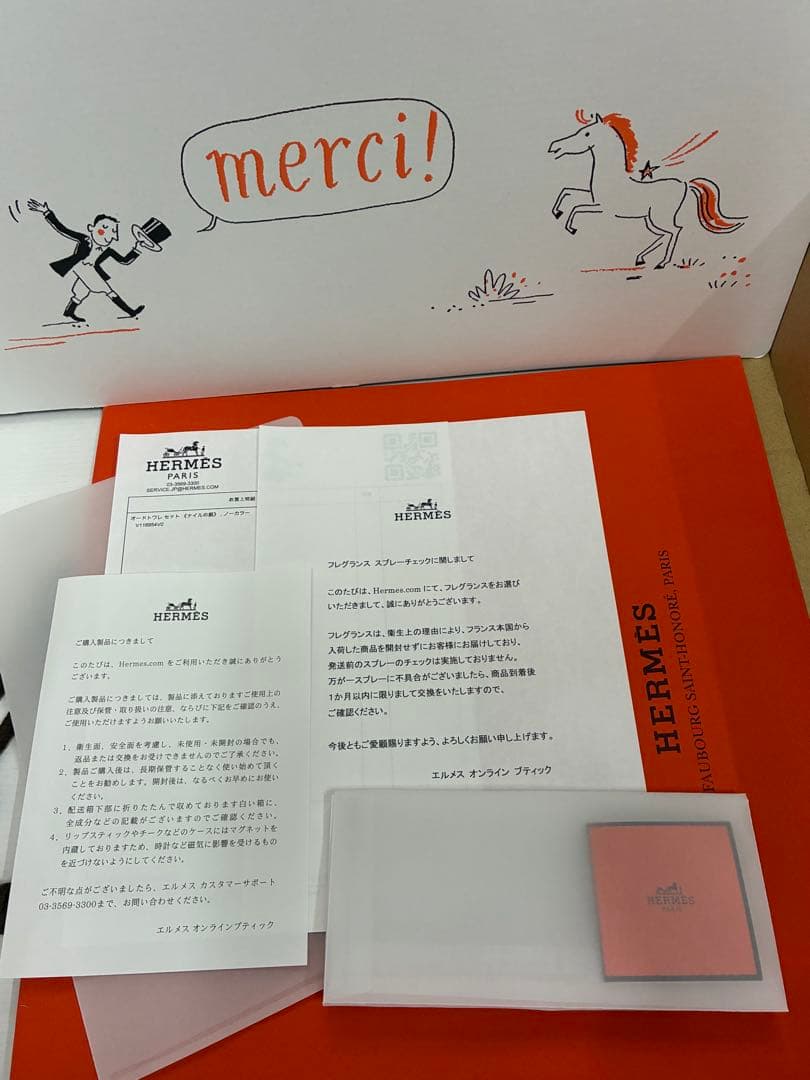 merci!
HERMÈS
PARIS
03-3569-3300
SERVICE.JP@HERMES.COM
お買上明細
オードトワレ セット 《ナイルの庭》 , ノーカラー
V116954V2
HERMÈS
フレグランス スプレーチェックに関しまして
このたびは、Hermes.com にて、フレグランスをお選び
いただきまして、誠にありがとうございます。
フレグランスは、衛生上の理由により、フランス本国から
入荷した商品を開封せずにお客様にお届けしており、
発送前のスプレーのチェックは実施しておりません。
万が一スプレーに不具合がございましたら、商品到着後
1か月以内に限りまして交換をいたしますので、
ご確認ください。
今後ともご愛顧賜りますよう、よろしくお願い申し上げます。
エルメス オンライン ブティック
HERMÈS
ご購入製品につきまして
このたびは、Hermes.com をご利用いただき誠にありがとう
ございます。
ご購入製品につきましては、製品に添えておりますご使用上の
注意及び保管・取り扱いの注意、ならびに下記をご確認のうえ、
ご使用いただけますようお願いいたします。
1．衛生面、安全面を考慮し、未使用・未開封の場合でも、
返品または交換をお受けできませんのでご了承ください。
2．製品ご購入後は、長期保管することなく使い始めて頂く
ことをお勧めします。開封後は、なるべくお早めにお使い
ください。
3．配送箱下部に折りたたんで収めております白い箱に、
全成分などの記載がございますのでご確認ください。
4．リップスティックやチークなどのケースにはマグネットを
内蔵しておりますため、時計など磁気に影響を受けるもの
を近づけないようにしてください。
ご不明な点がございましたら、エルメス カスタマーサポート
03-3569-3300まで、お問い合わせください。
エルメス オンラインブティック
HERMÈS
FAUBOURG SAINT-HONORÉ, PARIS
HERMÈS
PARIS